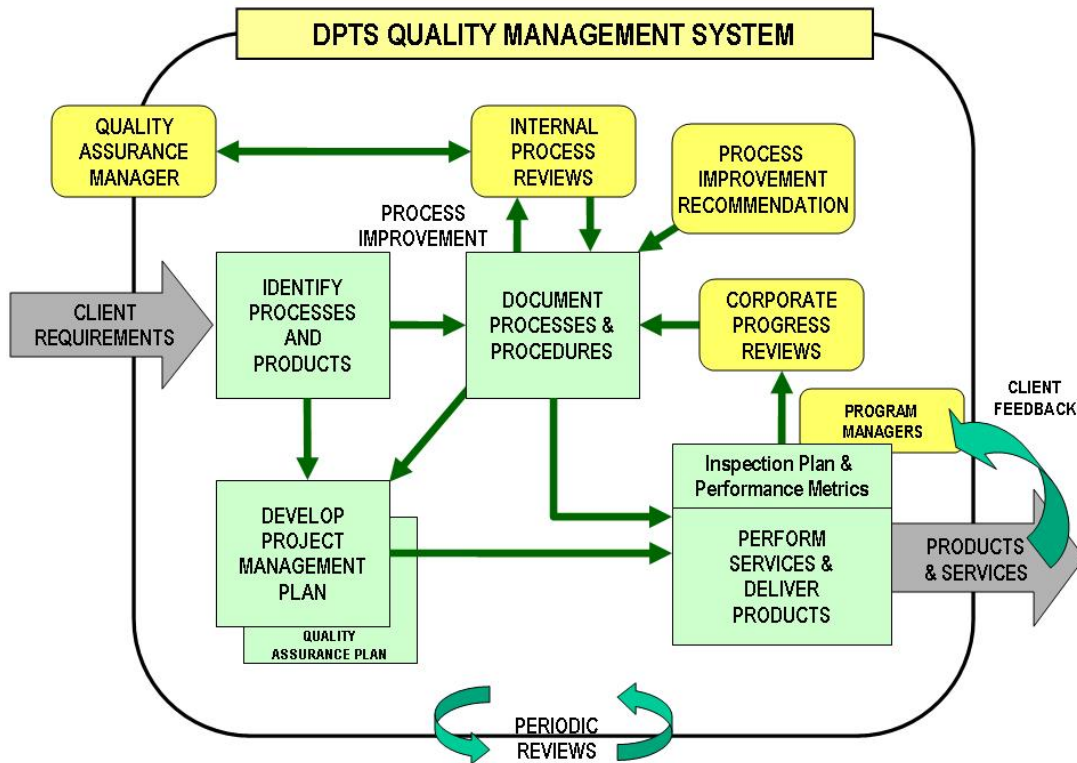 DPTS QUALITY MANAGEMENT SYSTEM
QUALITY
ASSURANCE
MANAGER
INTERNAL
PROCESS
REVIEWS
PROCESS
IMPROVEMENT
RECOMMENDATION
PROCESS
IMPROVEMENT
CLIENT
REQUIREMENTS
IDENTIFY
PROCESSES
AND
PRODUCTS
DOCUMENT
PROCESSES &
PROCEDURES
CORPORATE
PROGRESS
REVIEWS
CLIENT
FEEDBACK
PROGRAM
MANAGERS
Inspection Plan &
Performance Metrics
DEVELOP
PROJECT
MANAGEMENT
PLAN
QUALITY
ASSURANCE PLAN
PERFORM
SERVICES &
DELIVER
PRODUCTS
PRODUCTS
& SERVICES
PERIODIC
REVIEWS